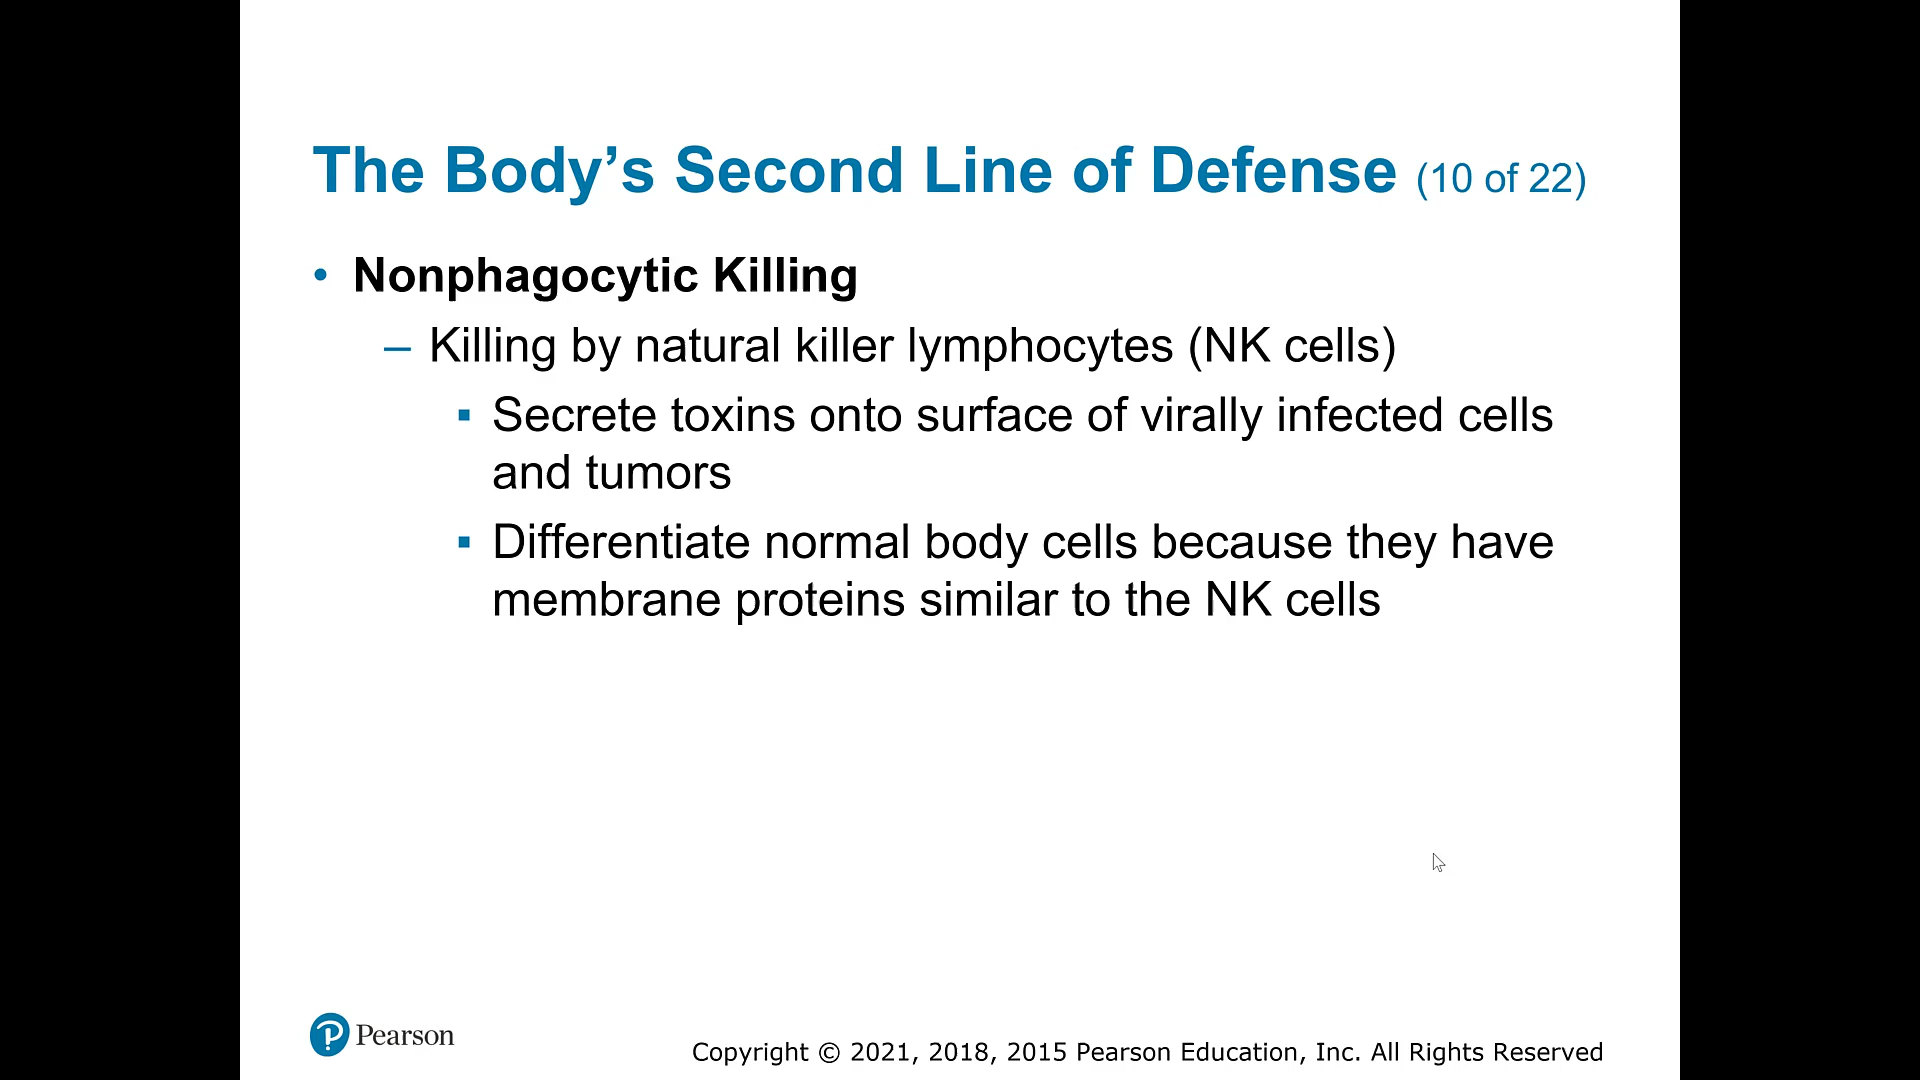 The Body’s Second Line of Defense (10 of 22)
• Nonphagocytic Killing
– Killing by natural killer lymphocytes (NK cells)
▪ Secrete toxins onto surface of virally infected cells
and tumors
▪ Differentiate normal body cells because they have
membrane proteins similar to the NK cells
Pearson
Copyright © 2021, 2018, 2015 Pearson Education, Inc. All Rights Reserved